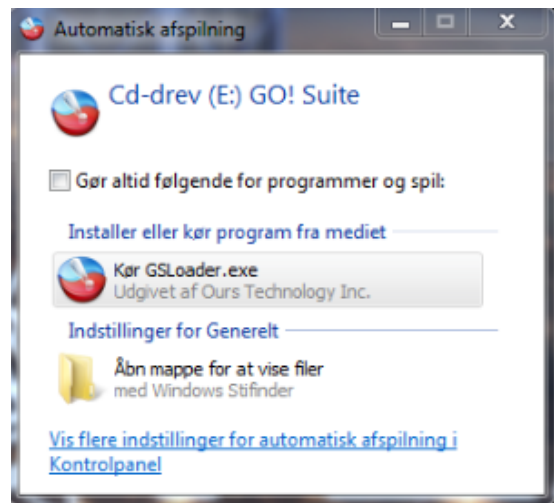 Automatisk afspilning
Cd-drev (E:) GO! Suite
Gør altid følgende for programmer og spil:
Installer eller kør program fra mediet
Kør GSLoader.exe
Udgivet af Ours Technology Inc.
Indstillinger for Generelt
Åbn mappe for at vise filer
med Windows Stifinder
Vis flere indstillinger for automatisk afspilning i
Kontrolpanel